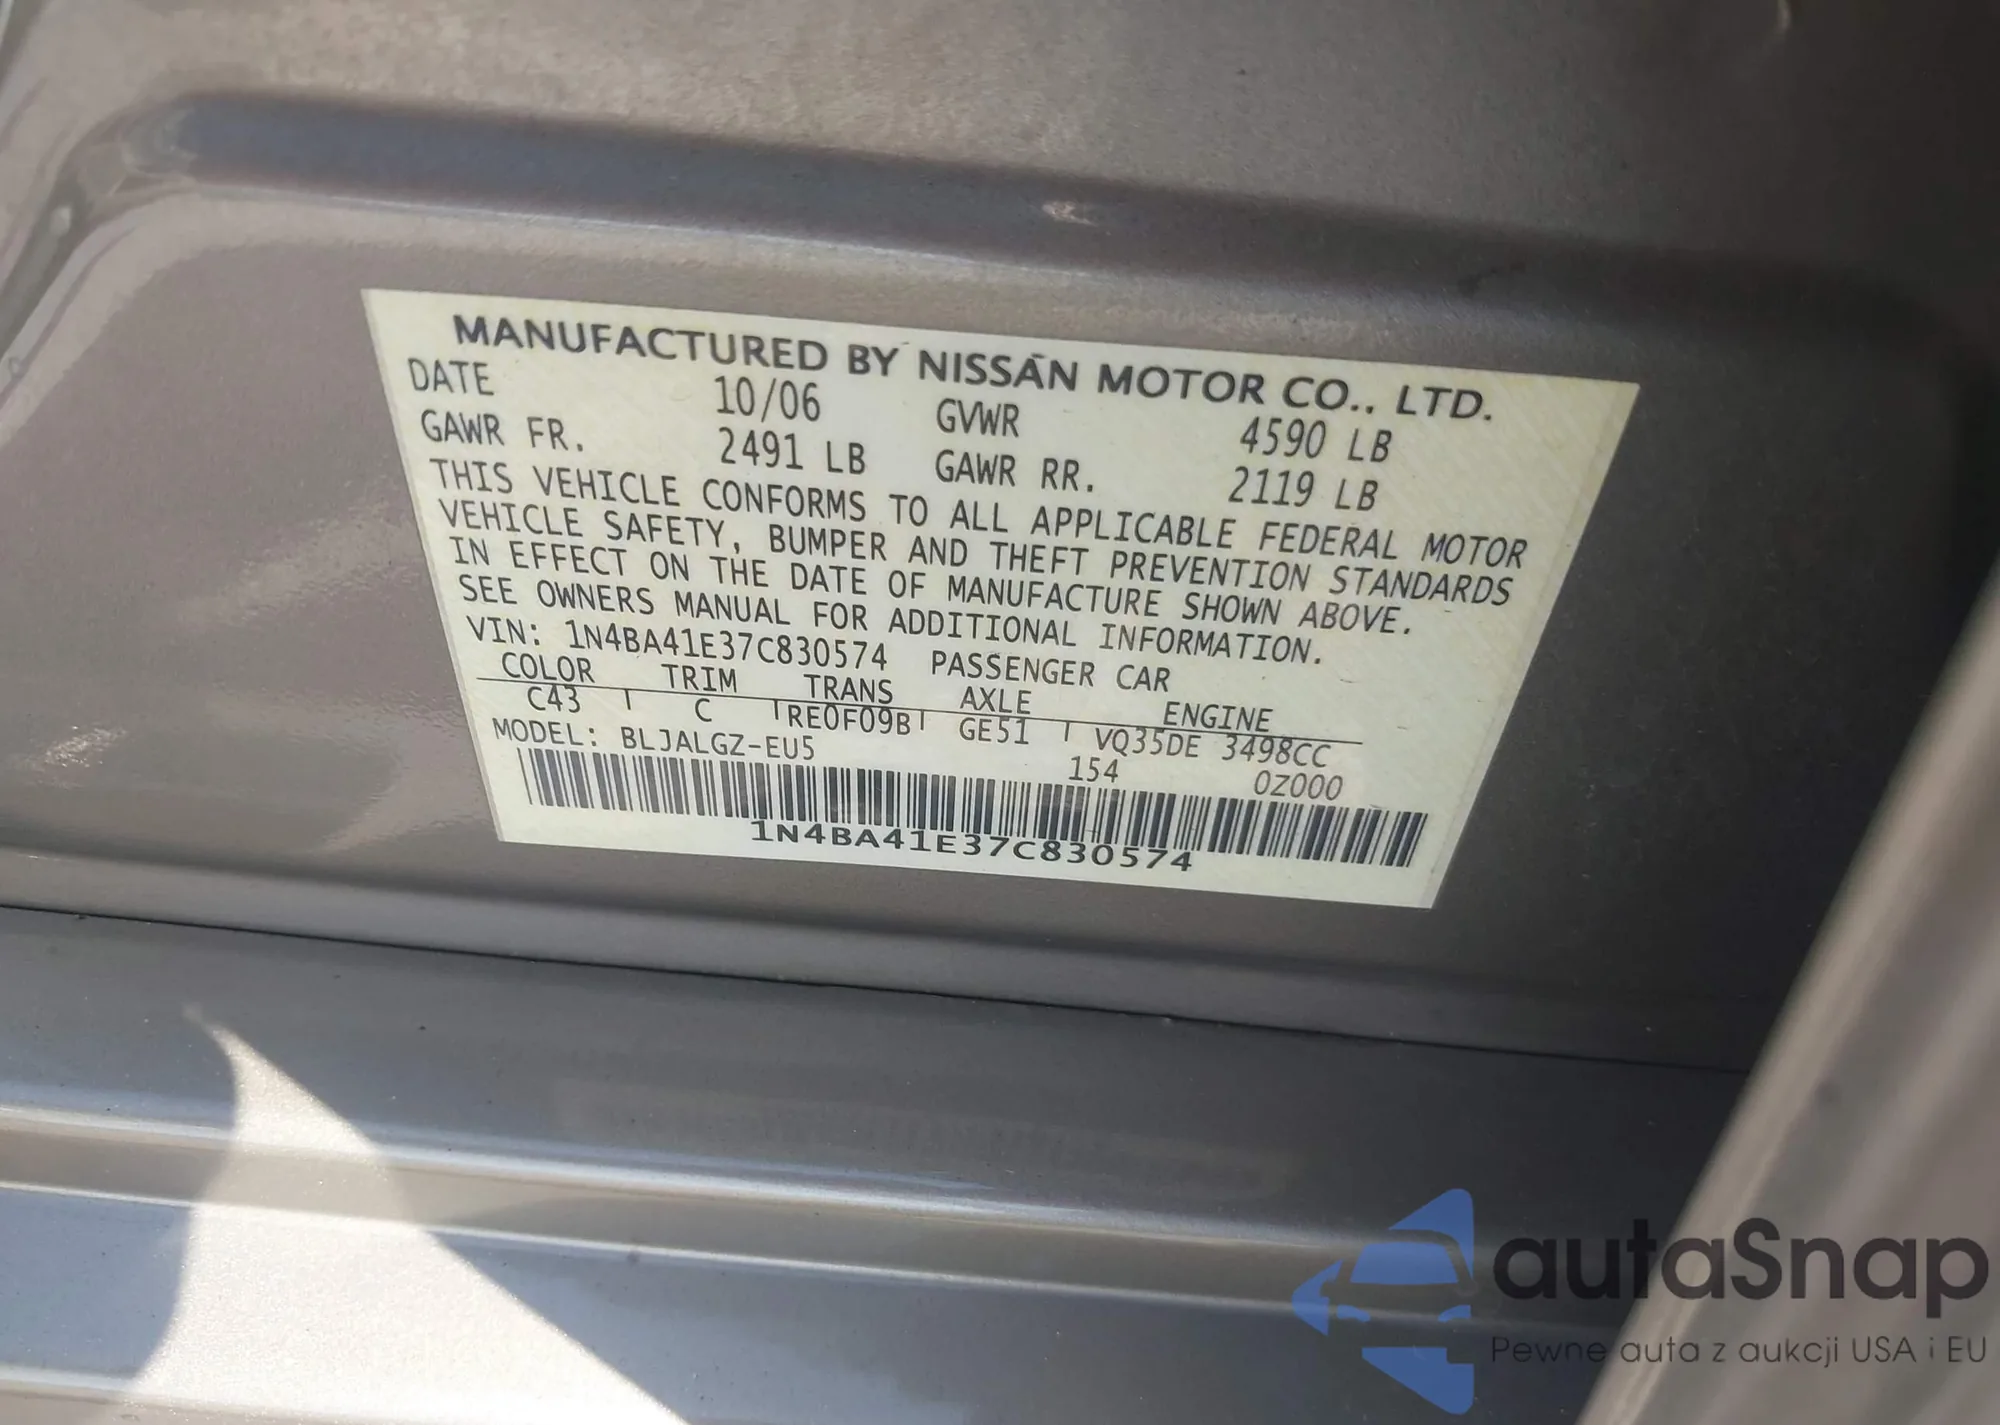 MANUFACTURED BY NISSAN MOTOR CO., LTD.
DATE 10/06 GVWR 4590 LB
GAWR FR. 2491 LB GAWR RR. 2119 LB
THIS VEHICLE CONFORMS TO ALL APPLICABLE FEDERAL MOTOR
VEHICLE SAFETY, BUMPER AND THEFT PREVENTION STANDARDS
IN EFFECT ON THE DATE OF MANUFACTURE SHOWN ABOVE.
SEE OWNERS MANUAL FOR ADDITIONAL INFORMATION.
VIN: 1N4BA41E37C830574 PASSENGER CAR
COLOR TRIM TRANS AXLE ENGINE
C43 C RE0F09B GE51 VQ35DE 3498CC
MODEL: BLJALGZ-EU5 154 0Z000
1N4BA41E37C830574
autaSnap
Pewne auta z aukcji USA i EU